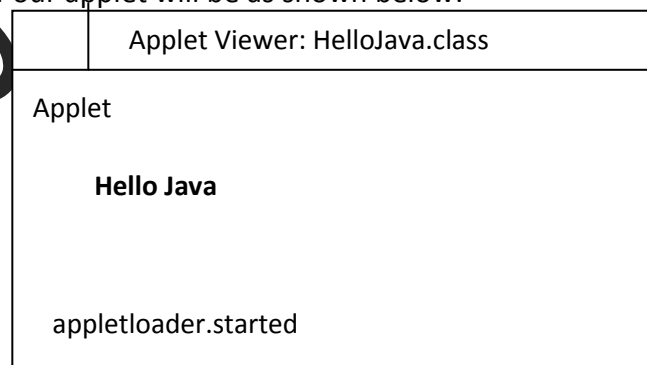 our applet will be as shown below:
Applet Viewer: HelloJava.class
Applet
Hello Java
appletloader.started